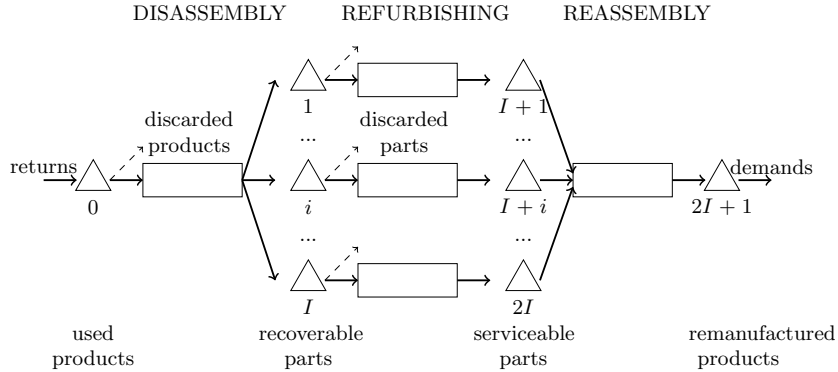 DISASSEMBLY REFURBISHING REASSEMBLY
1
I + 1
discarded
products
...
discarded
parts
...
returns
demands
0
i
I + i
2I + 1
...
...
I
2I
used
products
recoverable
parts
serviceable
parts
remanufactured
products